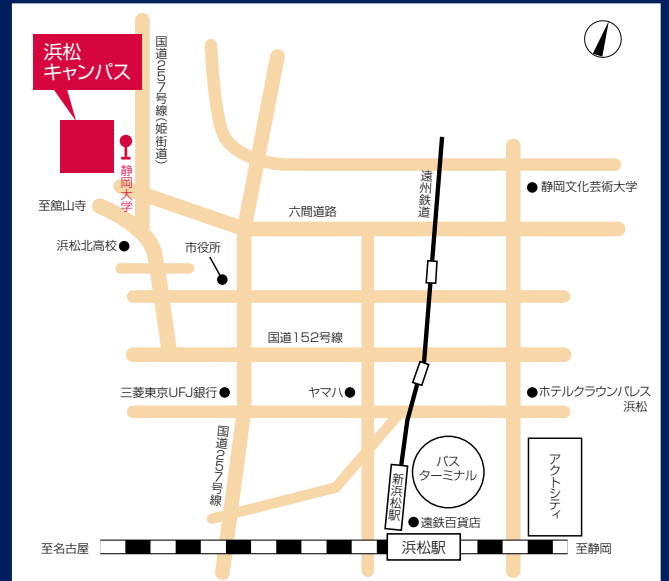 浜松
キャンパス
国道257号線(姫街道)
静岡大学
至舘山寺
浜松北高校
市役所
六間道路
遠州鉄道
静岡文化芸術大学
国道152号線
三菱東京UFJ銀行
ヤマハ
ホテルクラウンパレス
浜松
国道257号線
バス
ターミナル
アクトシティ
新浜松駅
遠鉄百貨店
至名古屋
浜松駅
至静岡